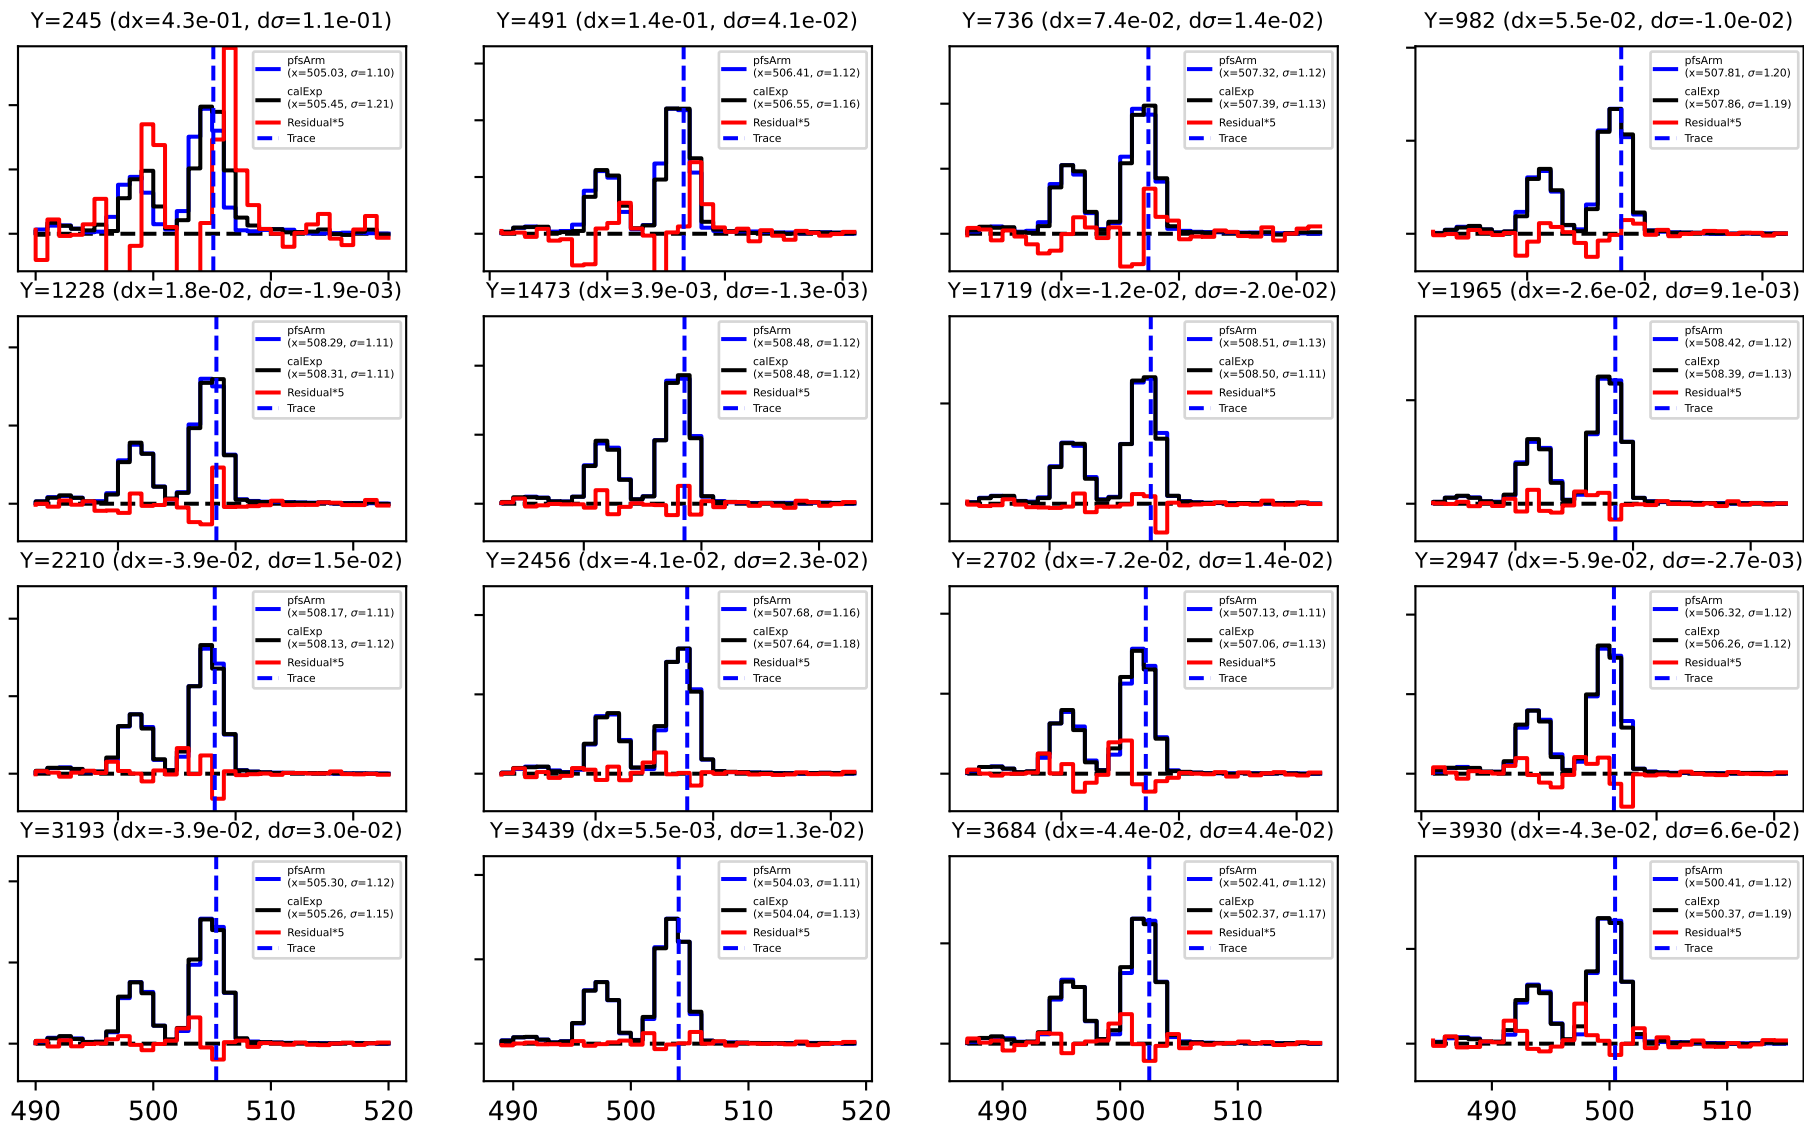 Y=245 (dx=4.3e-01, dσ=1.1e-01)
pfsArm
(x=505.03, σ=1.10)
calExp
(x=505.45, σ=1.21)
Residual*5
Trace
Y=491 (dx=1.4e-01, dσ=4.1e-02)
pfsArm
(x=506.41, σ=1.12)
calExp
(x=506.55, σ=1.16)
Residual*5
Trace
Y=736 (dx=7.4e-02, dσ=1.4e-02)
pfsArm
(x=507.32, σ=1.12)
calExp
(x=507.39, σ=1.13)
Residual*5
Trace
Y=982 (dx=5.5e-02, dσ=-1.0e-02)
pfsArm
(x=507.81, σ=1.20)
calExp
(x=507.86, σ=1.19)
Residual*5
Trace
Y=1228 (dx=1.8e-02, dσ=-1.9e-03)
pfsArm
(x=508.29, σ=1.11)
calExp
(x=508.31, σ=1.11)
Residual*5
Trace
Y=1473 (dx=3.9e-03, dσ=-1.3e-03)
pfsArm
(x=508.48, σ=1.12)
calExp
(x=508.48, σ=1.12)
Residual*5
Trace
Y=1719 (dx=-1.2e-02, dσ=-2.0e-02)
pfsArm
(x=508.51, σ=1.13)
calExp
(x=508.50, σ=1.11)
Residual*5
Trace
Y=1965 (dx=-2.6e-02, dσ=9.1e-03)
pfsArm
(x=508.42, σ=1.12)
calExp
(x=508.39, σ=1.13)
Residual*5
Trace
Y=2210 (dx=-3.9e-02, dσ=1.5e-02)
pfsArm
(x=508.17, σ=1.11)
calExp
(x=508.13, σ=1.12)
Residual*5
Trace
Y=2456 (dx=-4.1e-02, dσ=2.3e-02)
pfsArm
(x=507.68, σ=1.16)
calExp
(x=507.64, σ=1.18)
Residual*5
Trace
Y=2702 (dx=-7.2e-02, dσ=1.4e-02)
pfsArm
(x=507.13, σ=1.11)
calExp
(x=507.06, σ=1.13)
Residual*5
Trace
Y=2947 (dx=-5.9e-02, dσ=-2.7e-03)
pfsArm
(x=506.32, σ=1.12)
calExp
(x=506.26, σ=1.12)
Residual*5
Trace
Y=3193 (dx=-3.9e-02, dσ=3.0e-02)
pfsArm
(x=505.30, σ=1.12)
calExp
(x=505.26, σ=1.15)
Residual*5
Trace
Y=3439 (dx=5.5e-03, dσ=1.3e-02)
pfsArm
(x=504.03, σ=1.11)
calExp
(x=504.04, σ=1.13)
Residual*5
Trace
Y=3684 (dx=-4.4e-02, dσ=4.4e-02)
pfsArm
(x=502.41, σ=1.12)
calExp
(x=502.37, σ=1.17)
Residual*5
Trace
Y=3930 (dx=-4.3e-02, dσ=6.6e-02)
pfsArm
(x=500.41, σ=1.12)
calExp
(x=500.37, σ=1.19)
Residual*5
Trace
490 500 510 520
490 500 510 520
490 500 510
490 500 510